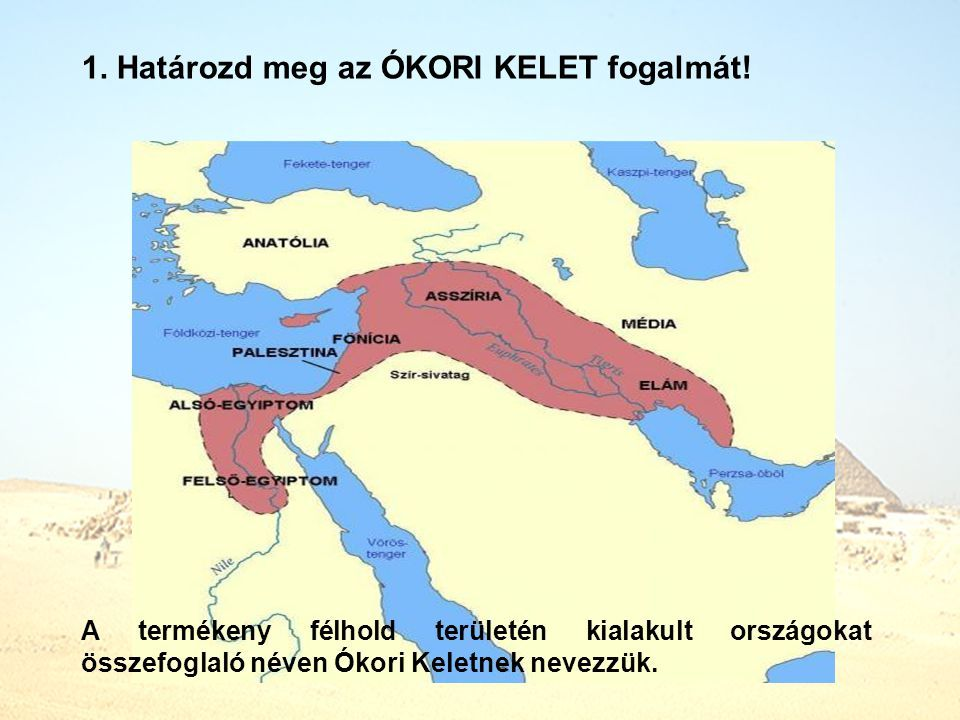 1. Határozd meg az ÓKORI KELET fogalmát!
Fekete-tenger
Kaszpi-tenger
ANATÓLIA
ASSZÍRIA
MÉDIA
Földközi-tenger
FÖNÍCIA
PALESZTINA
Euphrates
Tigris
Szír-sivatag
ELÁM
ALSÓ-EGYIPTOM
Perzsa-öböl
FELSŐ-EGYIPTOM
Vörös-
tenger
Nile
A termékeny félhold területén kialakult országokat
összefoglaló néven Ókori Keletnek nevezzük.